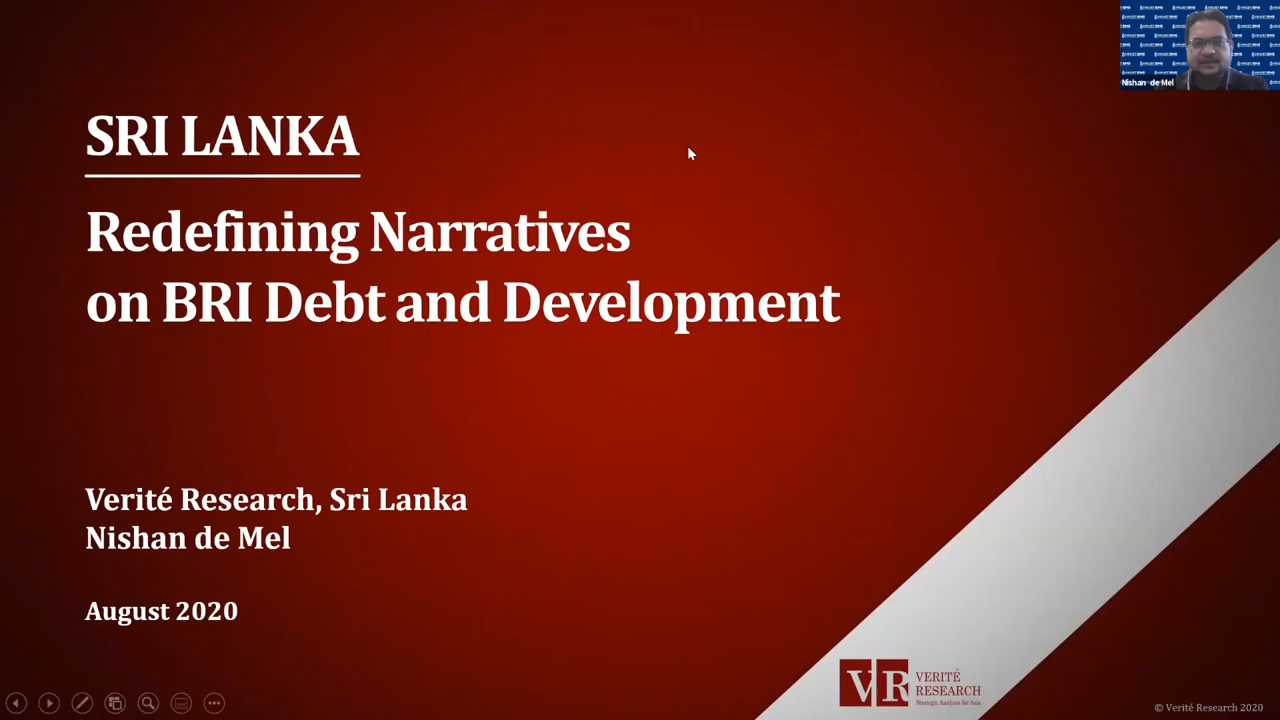 Nishan de Mel
SRI LANKA
Redefining Narratives
on BRI Debt and Development
Verité Research, Sri Lanka
Nishan de Mel
August 2020
VR
VERITÉ
RESEARCH
Strategic Analysis for Asia
© Verité Research 2020